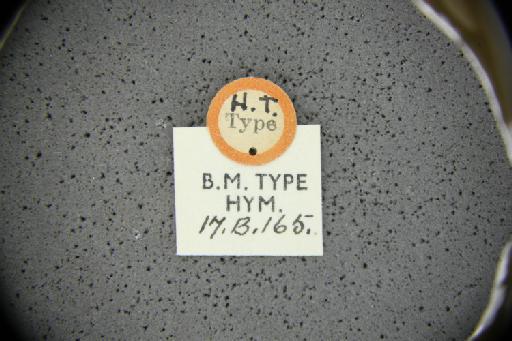 H.T.
Type
B.M. TYPE
HYM.
17.B.165.